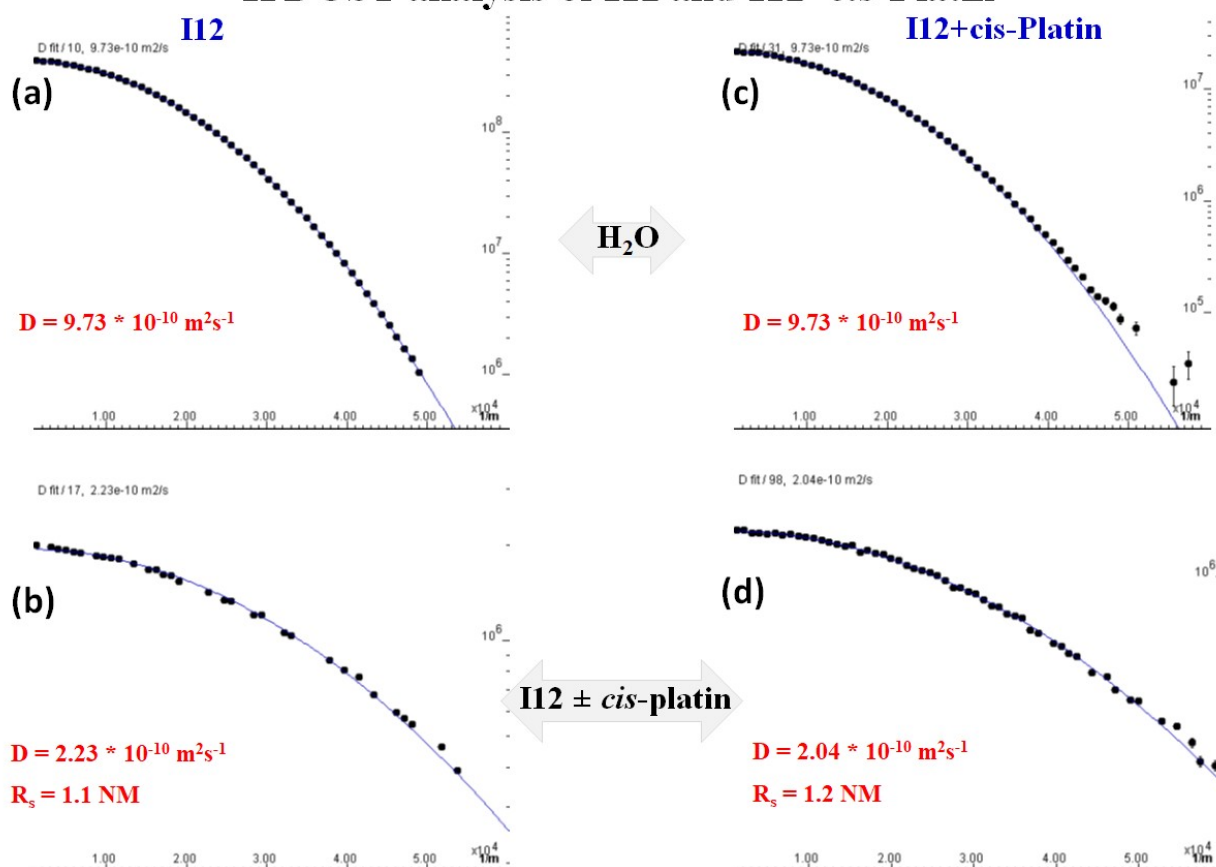 I12
I12+cis-Platin
D fit / 10, 9.73e-10 m2/s
D fit / 31, 9.73e-10 m2/s
(a)
(c)
10⁸
10⁷
10⁷
10⁶
10⁶
10⁵
H₂O
D = 9.73 * 10⁻¹⁰ m²s⁻¹
D = 9.73 * 10⁻¹⁰ m²s⁻¹
1.00 2.00 3.00 4.00 5.00 x10⁴ 1/m
1.00 2.00 3.00 4.00 5.00 x10⁴ 1/m
D fit / 17, 2.23e-10 m2/s
D fit / 98, 2.04e-10 m2/s
(b)
(d)
10⁶
10⁶
I12 ± cis-platin
D = 2.23 * 10⁻¹⁰ m²s⁻¹
Rₛ = 1.1 NM
D = 2.04 * 10⁻¹⁰ m²s⁻¹
Rₛ = 1.2 NM
1.00 2.00 3.00 4.00 5.00 x10⁴ 1/m
1.00 2.00 3.00 4.00 5.00 x10⁴ 1/m